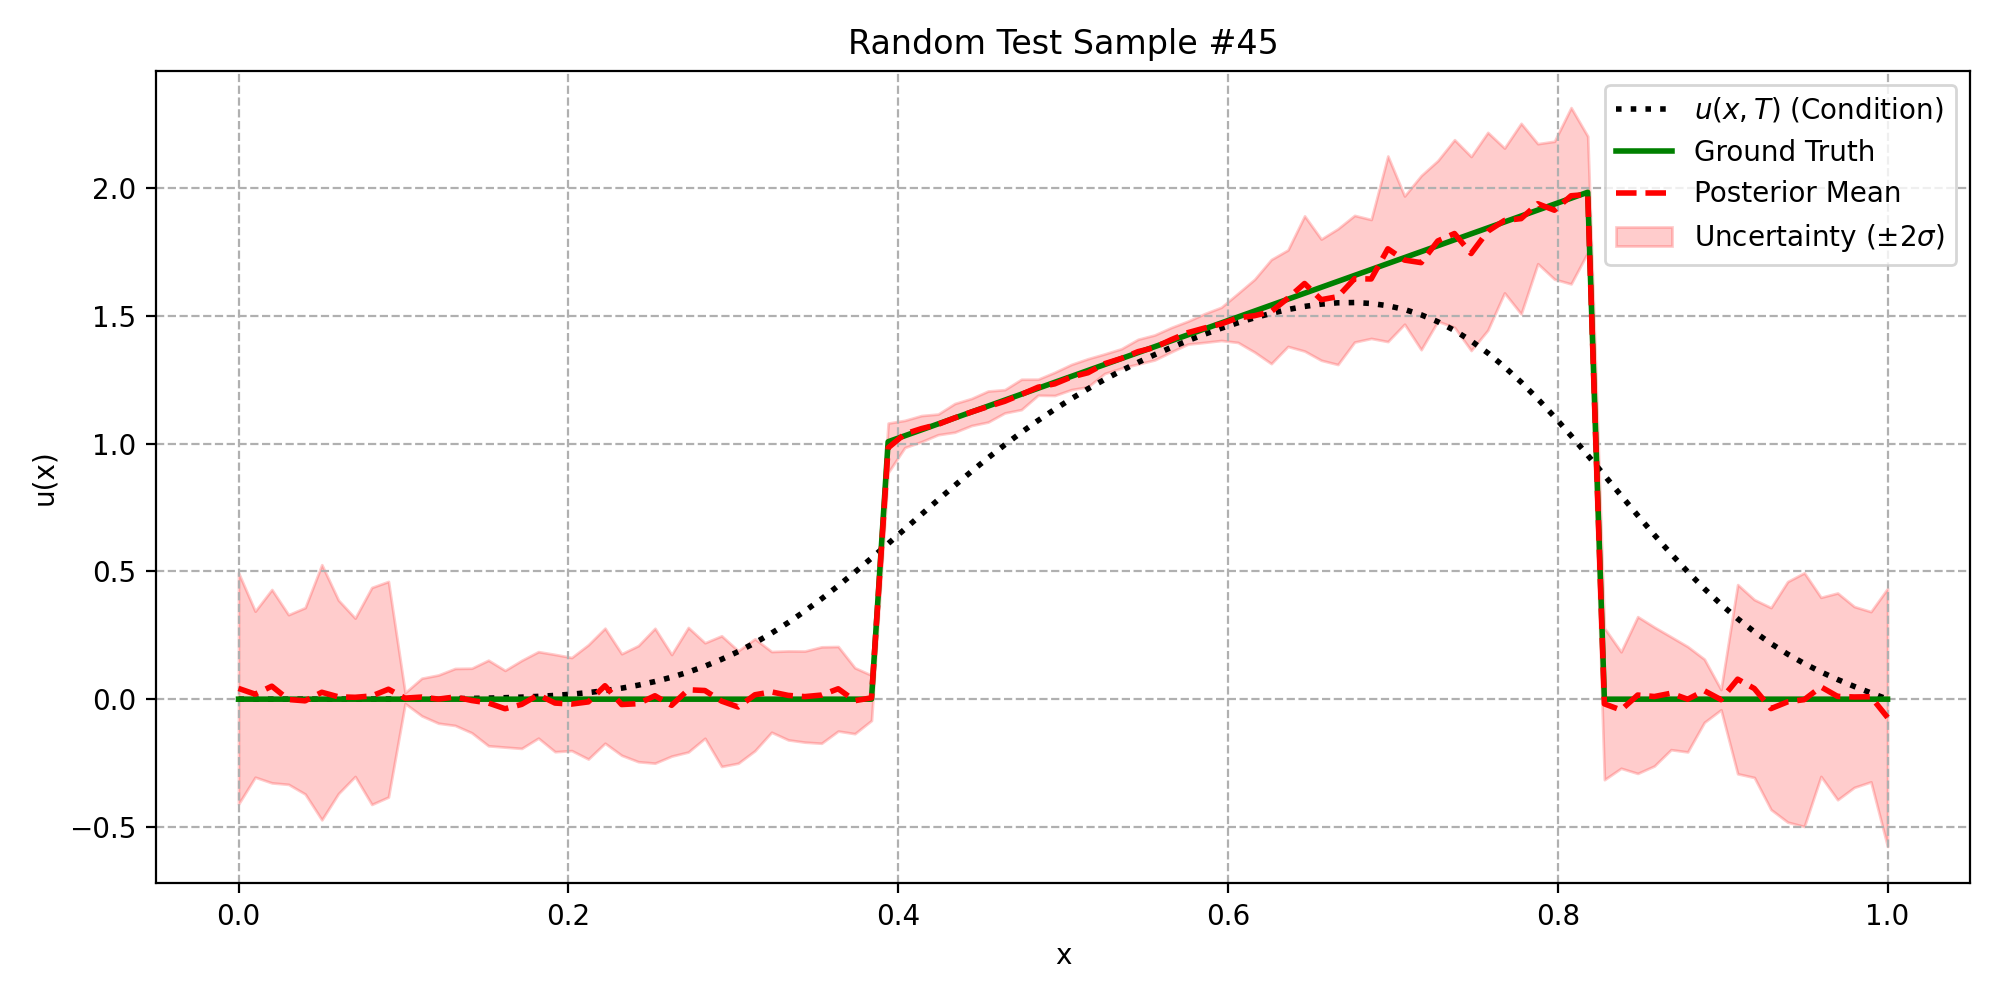 Random Test Sample #45
u(x, T) (Condition)
Ground Truth
Posterior Mean
Uncertainty (±2σ)
u(x)
2.0
1.5
1.0
0.5
0.0
−0.5
0.0 0.2 0.4 0.6 0.8 1.0
x